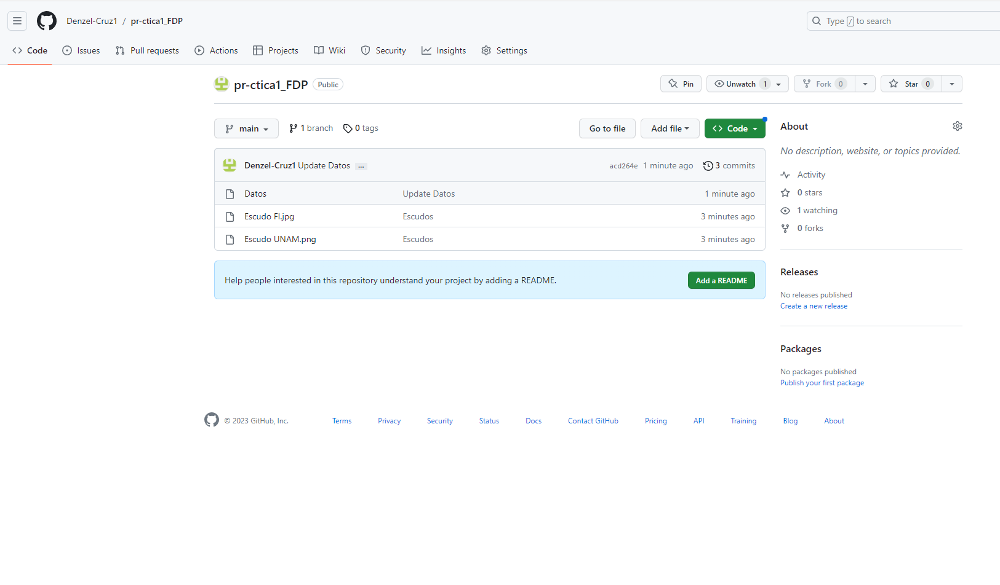 Denzel-Cruz1 / pr-ctica1_FDP
Type / to search
Code Issues Pull requests Actions Projects Wiki Security Insights Settings
pr-ctica1_FDP Public
Pin Unwatch 1 Fork 0 Star 0
main 1 branch 0 tags Go to file Add file Code
Denzel-Cruz1 Update Datos ... acd264e 1 minute ago 3 commits
Datos Update Datos 1 minute ago
Escudo FI.jpg Escudos 3 minutes ago
Escudo UNAM.png Escudos 3 minutes ago
Help people interested in this repository understand your project by adding a README. Add a README
About
No description, website, or topics provided.
Activity
0 stars
1 watching
0 forks
Releases
No releases published
Create a new release
Packages
No packages published
Publish your first package
© 2023 GitHub, Inc. Terms Privacy Security Status Docs Contact GitHub Pricing API Training Blog About